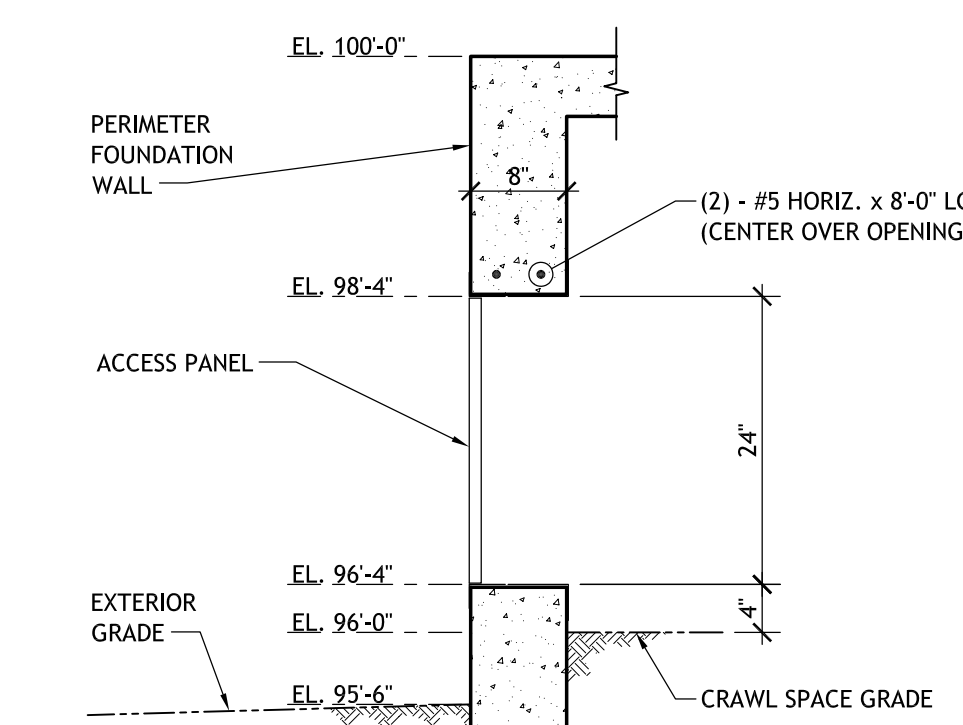 EL. 100'-0"
PERIMETER
FOUNDATION
WALL
8"
(2) - #5 HORIZ. x 8'-0"
(CENTER OVER OPENING
EL. 98'-4"
ACCESS PANEL
24"
EL. 96'-4"
4"
EXTERIOR
GRADE
EL. 96'-0"
EL. 95'-6"
CRAWL SPACE GRADE